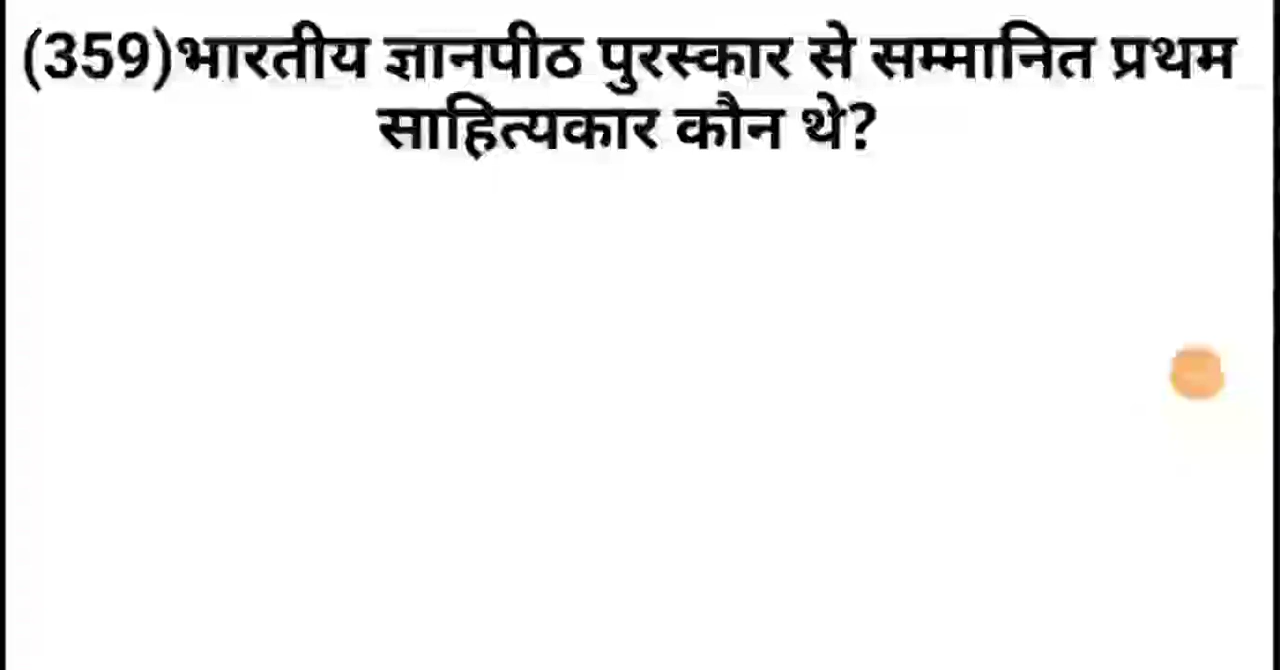 (359)भारतीय ज्ञानपीठ पुरस्कार से सम्मानित प्रथम
साहित्यकार कौन थे?